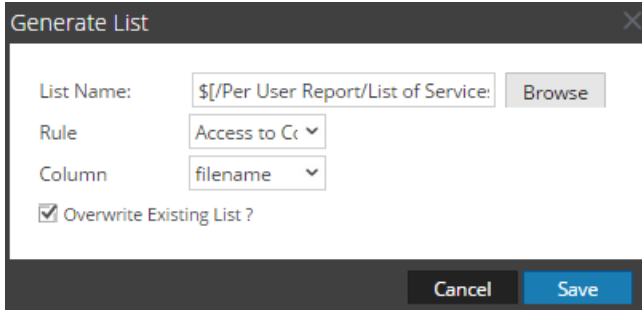 Generate List
List Name: $[/Per User Report/List of Service: Browse
Rule Access to Co
Column filename
Overwrite Existing List ?
Cancel Save